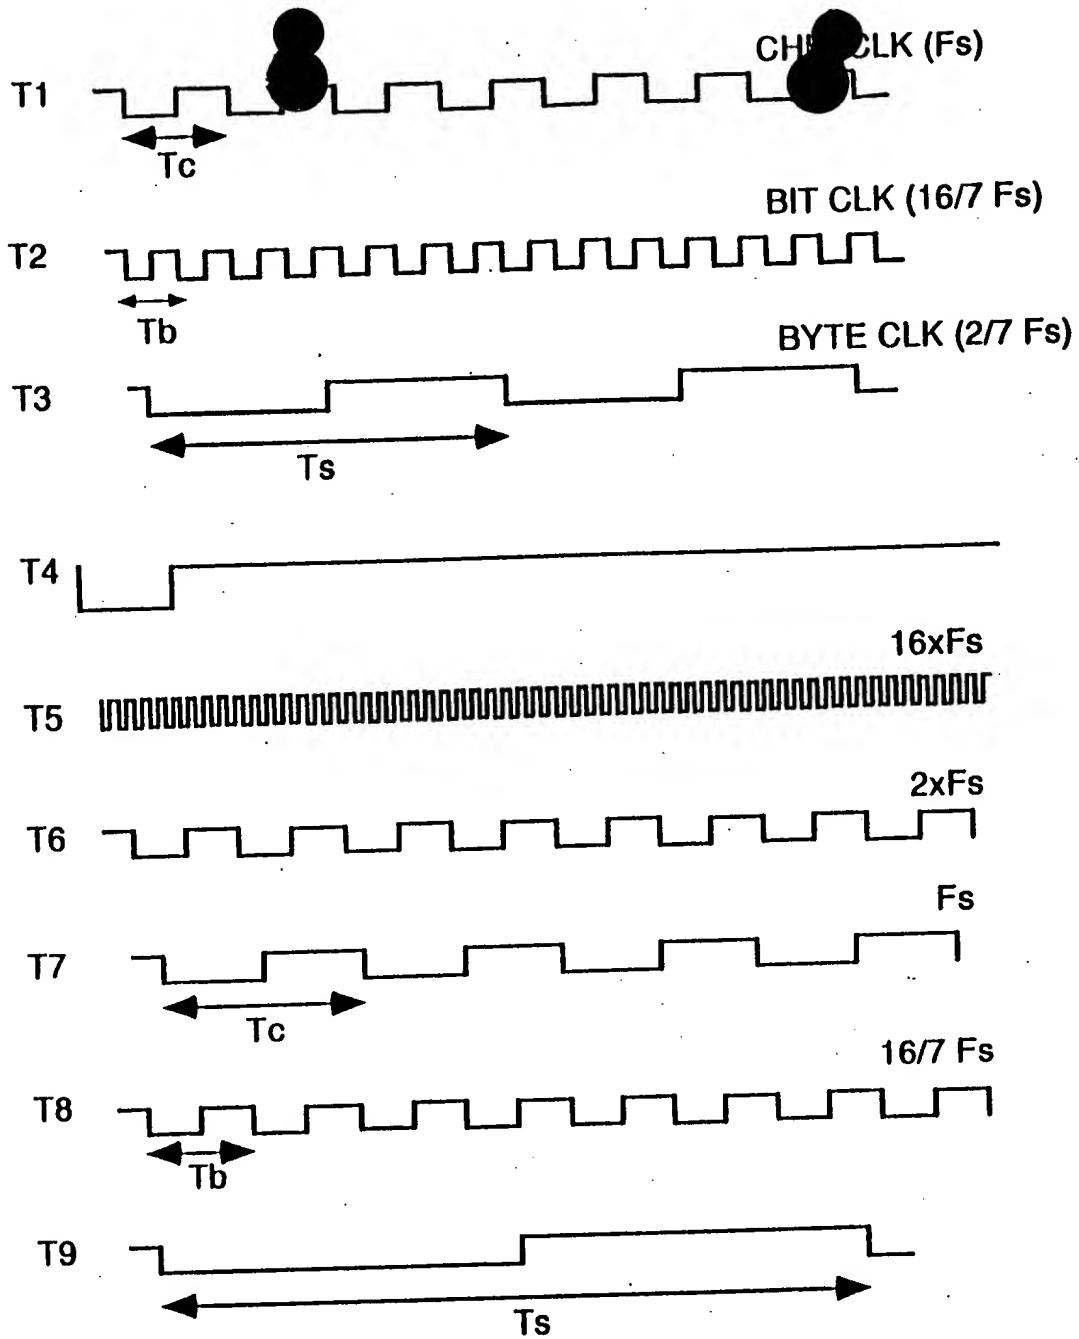 CLK (Fs)
T1
Tc
BIT CLK (16/7 Fs)
T2
Tb
BYTE CLK (2/7 Fs)
T3
Ts
T4
16xFs
T5
2xFs
T6
Fs
T7
Tc
16/7 Fs
T8
Tb
T9
Ts